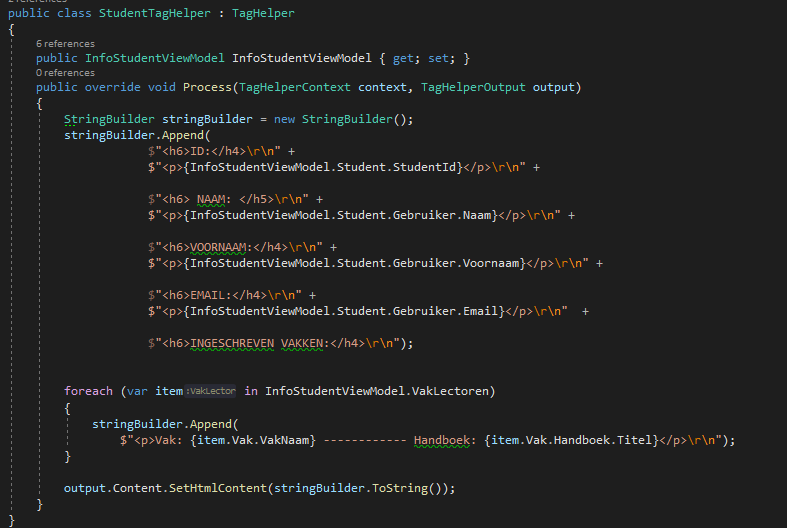 2 references
public class StudentTagHelper : TagHelper
{
6 references
public InfoStudentViewModel InfoStudentViewModel { get; set; }
0 references
public override void Process(TagHelperContext context, TagHelperOutput output)
{
StringBuilder stringBuilder = new StringBuilder();
stringBuilder.Append(
$"<h6>ID:</h4>\r\n" +
$"<p>{InfoStudentViewModel.Student.StudentId}</p>\r\n" +
$"<h6> NAAM: </h5>\r\n" +
$"<p>{InfoStudentViewModel.Student.Gebruiker.Naam}</p>\r\n" +
$"<h6>VOORNAAM:</h4>\r\n" +
$"<p>{InfoStudentViewModel.Student.Gebruiker.Voornaam}</p>\r\n" +
$"<h6>EMAIL:</h4>\r\n" +
$"<p>{InfoStudentViewModel.Student.Gebruiker.Email}</p>\r\n"  +
$"<h6>INGESCHREVEN VAKKEN:</h4>\r\n");
foreach (var item:VakLector in InfoStudentViewModel.VakLectoren)
{
stringBuilder.Append(
$"<p>Vak: {item.Vak.VakNaam} ------------ Handboek: {item.Vak.Handboek.Titel}</p>\r\n");
}
output.Content.SetHtmlContent(stringBuilder.ToString());
}
}